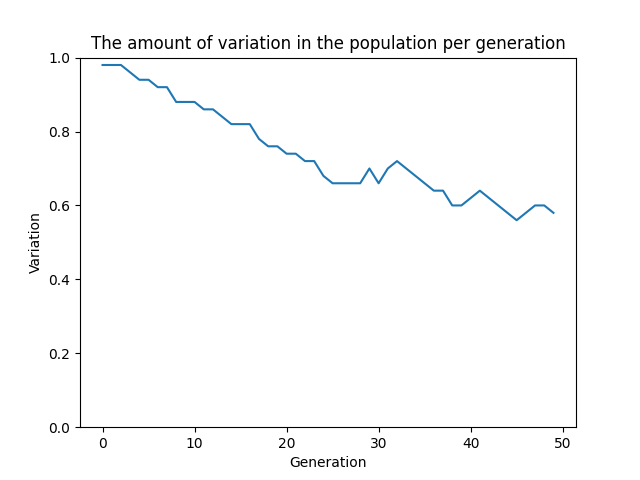 The amount of variation in the population per generation
1.0
0.8
0.6
0.4
0.2
0.0
Variation
0 10 20 30 40 50
Generation